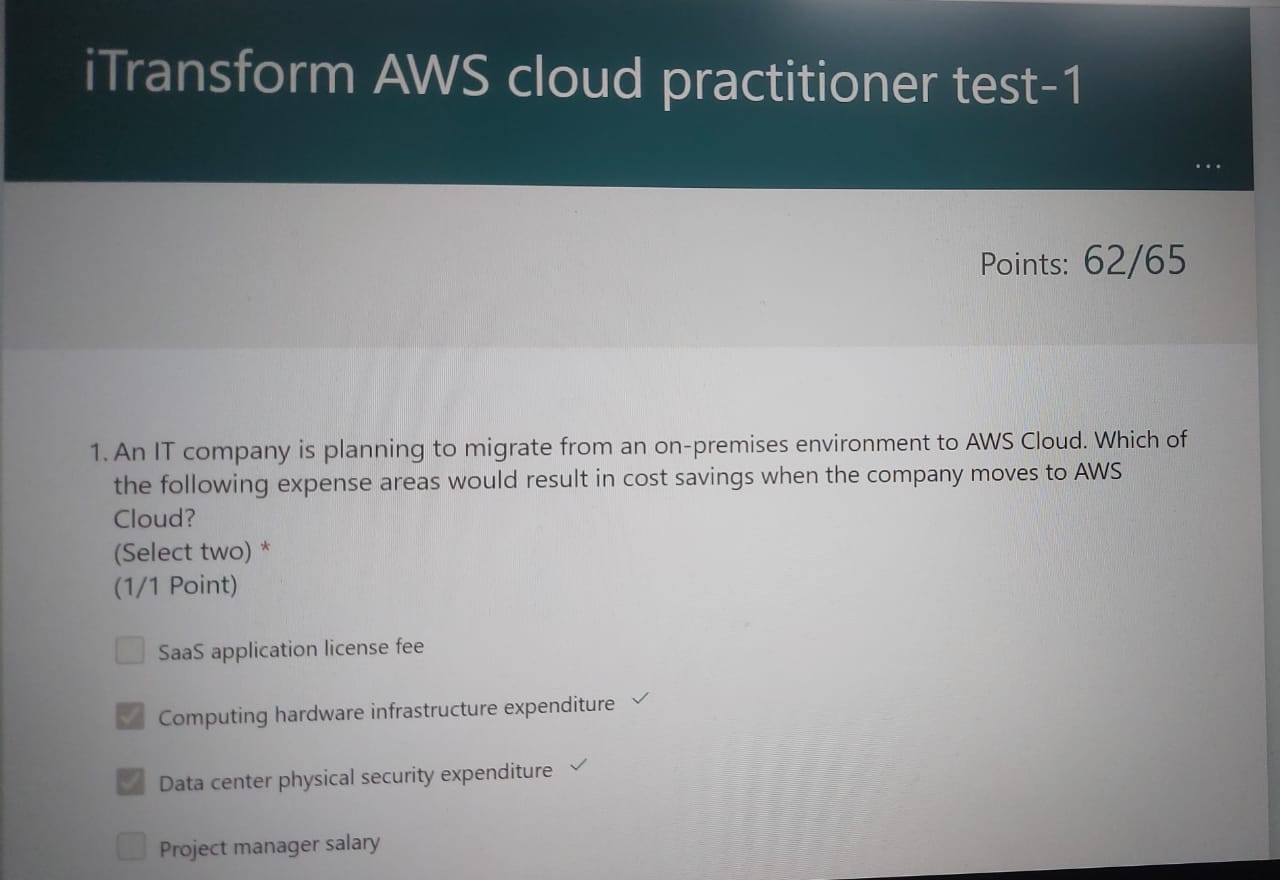 iTransform AWS cloud practitioner test-1
...
Points: 62/65
1. An IT company is planning to migrate from an on-premises environment to AWS Cloud. Which of
the following expense areas would result in cost savings when the company moves to AWS
Cloud?
(Select two) *
(1/1 Point)
SaaS application license fee
Computing hardware infrastructure expenditure ✓
Data center physical security expenditure ✓
Project manager salary